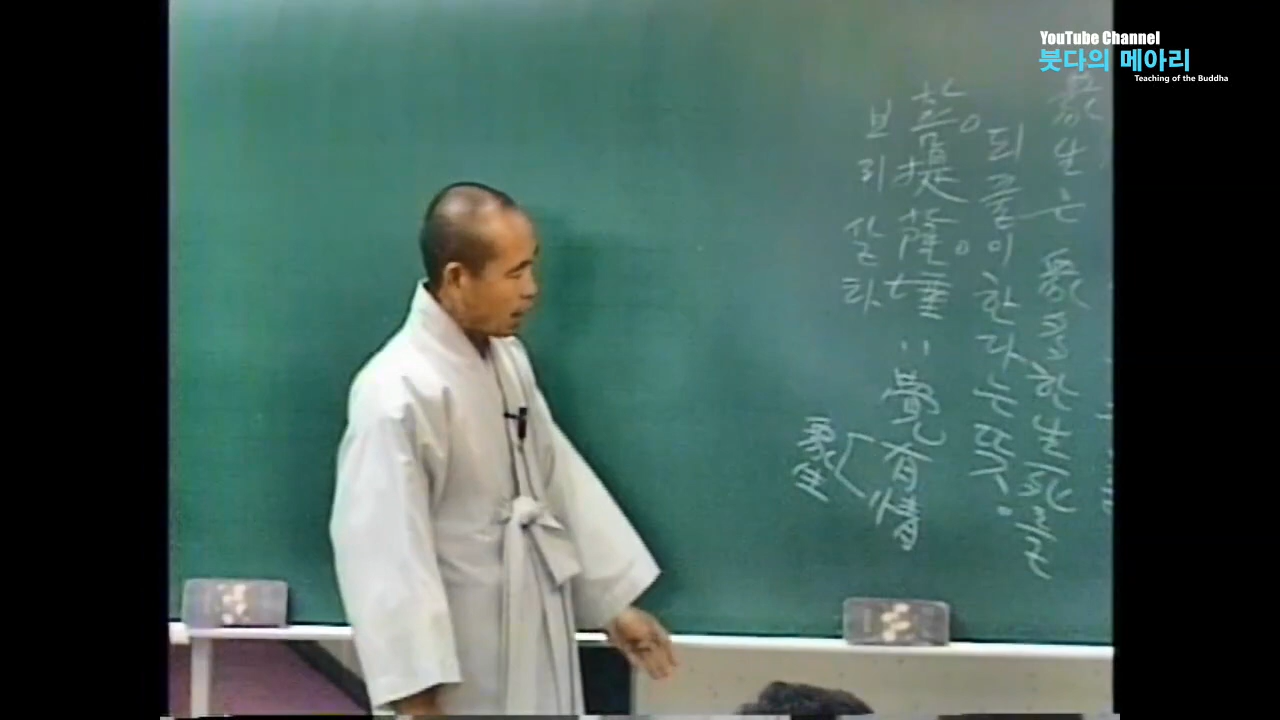 YouTube Channel
붓다의 메아리
Teaching of the Buddha
衆生은 衆多한 生死를
되풀이한다는 뜻.
菩提薩埵 = 覺有情
보리살타
衆生